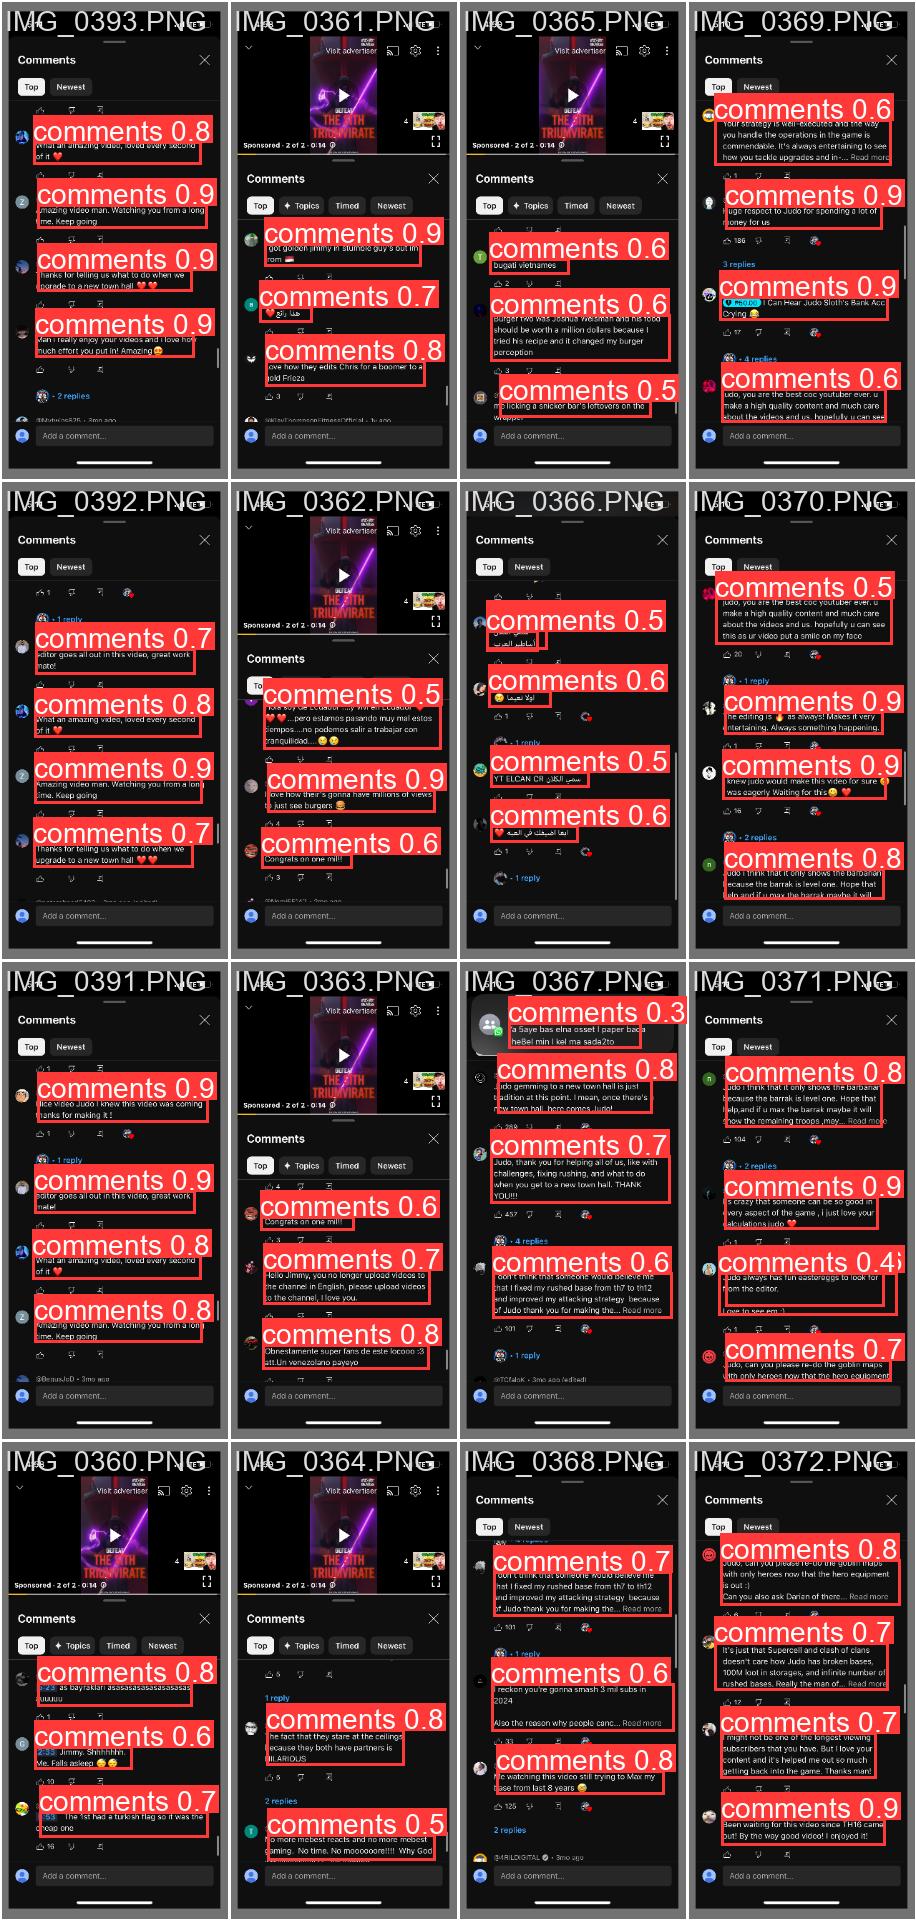 IMG_0393.PNG
Comments
Top Newest
comments 0.8
What an amazing video, loved every second
of it ❤️
comments 0.9
Amazing video man. Watching you from a long
time. Keep going
comments 0.9
Thanks for telling us what to do when we
upgrade to a new town hall ❤️❤️
comments 0.9
Man i really enjoy your videos and i love how
much effort you put in! Amazing😍
2 replies
Add a comment...
IMG_0361.PNG
Visit advertiser
DEFEAT
THE SITH
TRIUMVIRATE
Sponsored · 2 of 2 · 0:14
Comments
Top Topics Timed Newest
comments 0.9
I got golden jimmy in stumble guy's but im
from
comments 0.7
هذا رائع❤️
comments 0.8
Love how they edits Chris for a boomer to a
gold Frieza
3
Add a comment...
IMG_0365.PNG
Visit advertiser
DEFEAT
THE SITH
TRIUMVIRATE
Sponsored · 2 of 2 · 0:14
Comments
Top Topics Timed Newest
comments 0.6
bugati vietnames
2
comments 0.6
Burger two was Joshua Weisman and his food
should be worth a million dollars because I
tried his recipe and it changed my burger
perception
3
comments 0.5
me licking a snicker bar's leftovers on the
wrapper
Add a comment...
IMG_0369.PNG
Comments
Top Newest
comments 0.6
Your strategy is well-executed and the way
you handle the operations in the game is
commendable. It's always entertaining to see
how you tackle upgrades and in-... Read more
1
comments 0.9
Huge respect to Judo for spending a lot of
money for us
186
3 replies
comments 0.9
I Can Hear Judo Sloth's Bank Acc
Crying 😂
17
4 replies
comments 0.6
Judo, you are the best coc youtuber ever. u
make a high quality content and much care
about the videos and us. hopefully u can see
Add a comment...
IMG_0392.PNG
Comments
Top Newest
1
1 reply
comments 0.7
editor goes all out in this video, great work
mate!
comments 0.8
What an amazing video, loved every second
of it ❤️
comments 0.9
Amazing video man. Watching you from a long
time. Keep going
comments 0.7
Thanks for telling us what to do when we
upgrade to a new town hall ❤️❤️
Add a comment...
IMG_0362.PNG
Visit advertiser
THE SITH
TRIUMVIRATE
Sponsored · 2 of 2 · 0:14
Comments
comments 0.5
Hola soy de Ecuador....y vivi en Ecuador ❤️
❤️❤️...pero estamos pasando muy mal estos
tiempos....no podemos salir a trabajar con
tranquilidad....😢😢
comments 0.9
I love how their's gonna have millions of views
to just see burgers 🍔
4
comments 0.6
Congrats on one mil!!
3
Add a comment...
IMG_0366.PNG
Comments
Top Newest
comments 0.5
أساطير العرب
comments 0.6
اولا نعيما
1
1 reply
comments 0.5
YT ELCAN CR سمي الكلان
comments 0.6
ابغا اضيفك في العبه ❤️
1
1 reply
Add a comment...
IMG_0370.PNG
Comments
Top Newest
comments 0.5
judo, you are the best coc youtuber ever. u
make a high quality content and much care
about the videos and us. hopefully u can see
this as ur video put a smile on my face
20
1 reply
comments 0.9
The editing is 🔥 as always! Makes it very
entertaining. Always something happening.
1
comments 0.9
I knew judo would make this video for sure
I was eagerly Waiting for this ❤️
16
2 replies
comments 0.8
Judo I think that it only shows the barbarian
because the barrak is level one. Hope that
help,and if u max the barrak maybe it will
Add a comment...
IMG_0391.PNG
Comments
Top Newest
1
comments 0.9
Nice video Judo I knew this video was coming
thanks for making it !
1
1 reply
comments 0.9
editor goes all out in this video, great work
mate!
comments 0.8
What an amazing video, loved every second
of it ❤️
comments 0.8
Amazing video man. Watching you from a long
time. Keep going
@BegusJoD · 3mo ago
Add a comment...
IMG_0363.PNG
Visit advertiser
DEFEAT
THE SITH
TRIUMVIRATE
Sponsored · 2 of 2 · 0:14
Comments
Top Topics Timed Newest
4
comments 0.6
Congrats on one mil!!
3
comments 0.7
Hello Jimmy, you no longer upload videos to
the channel in English, please upload videos
to the channel, I love you.
comments 0.8
Obnestamente super fans de este locooo :3
att.Un venezolano payeyo
Add a comment...
IMG_0367.PNG
comments 0.3
Ya 5aye bas elna osset l paper bada
theBel min l kel ma sada2to
comments 0.8
Judo gemming to a new town hall is just
tradition at this point. I mean, once there's
new town hall, here comes Judo!
289
comments 0.7
Judo, thank you for helping all of us, like with
challenges, fixing rushing, and what to do
when you get to a new town hall. THANK
YOU!!!
457
4 replies
comments 0.6
I don't think that someone would believe me
that I fixed my rushed base from th7 to th12
and improved my attacking strategy because
of Judo thank you for making the... Read more
101
1 reply
Add a comment...
IMG_0371.PNG
Comments
Top Newest
comments 0.8
Judo I think that it only shows the barbarian
because the barrak is level one. Hope that
help,and if u max the barrak maybe it will
show the remaining troops ,may... Read more
104
2 replies
comments 0.9
It's crazy that someone can be so good in
every aspect of the game , i just love your
calculations judo ❤️
1
comments 0.4
Judo always has fun eastereggs to look for
from the editor.
Love to see em :)
1
comments 0.7
Judo, can you please re-do the goblin maps
with only heroes now that the hero equipment
Add a comment...
IMG_0360.PNG
Visit advertiser
DEFEAT
THE SITH
TRIUMVIRATE
Sponsored · 2 of 2 · 0:14
Comments
Top Topics Timed Newest
comments 0.8
as bayraklari asasasasasasasasasas
1
comments 0.6
2:33 Jimmy. Shhhhhhh.
Me. Falls asleep 😴😴
10
comments 0.7
The 1st had a turkish flag so it was the
cheap one
16
Add a comment...
IMG_0364.PNG
Visit advertiser
DEFEAT
THE SITH
TRIUMVIRATE
Sponsored · 2 of 2 · 0:14
Comments
Top Topics Timed Newest
5
1 reply
comments 0.8
The fact that they stare at the ceilings
because they both have partners is
HILARIOUS
5
2 replies
comments 0.5
No more mebest reacts and no more mebest
gaming. No time. No moooooore!!!! Why God
Add a comment...
IMG_0368.PNG
Comments
Top Newest
comments 0.7
I don't think that someone would believe me
that I fixed my rushed base from th7 to th12
and improved my attacking strategy because
of Judo thank you for making the... Read more
101
1 reply
comments 0.6
I reckon you're gonna smash 3 mil subs in
2024
Also the reason why people canc... Read more
33
comments 0.8
Me watching this video still trying to Max my
base from last 8 years 😂
125
2 replies
@4RILDIGITAL · 3mo ago
Add a comment...
IMG_0372.PNG
Comments
Top Newest
comments 0.8
Judo, can you please re-do the goblin maps
with only heroes now that the hero equipment
is out :)
Can you also ask Darian of there... Read more
6
comments 0.7
It's just that Supercell and clash of clans
doesn't care how Judo has broken bases,
100M loot in storages, and infinite number of
rushed bases. Really the man of... Read more
12
comments 0.7
I might not be one of the longest viewing
subscribers that you have. But I love your
content and it's helped me out so much
getting back into the game. Thanks man!
comments 0.9
Been waiting for this video since TH16 came
out! By the way good video! I enjoyed it!
Add a comment...